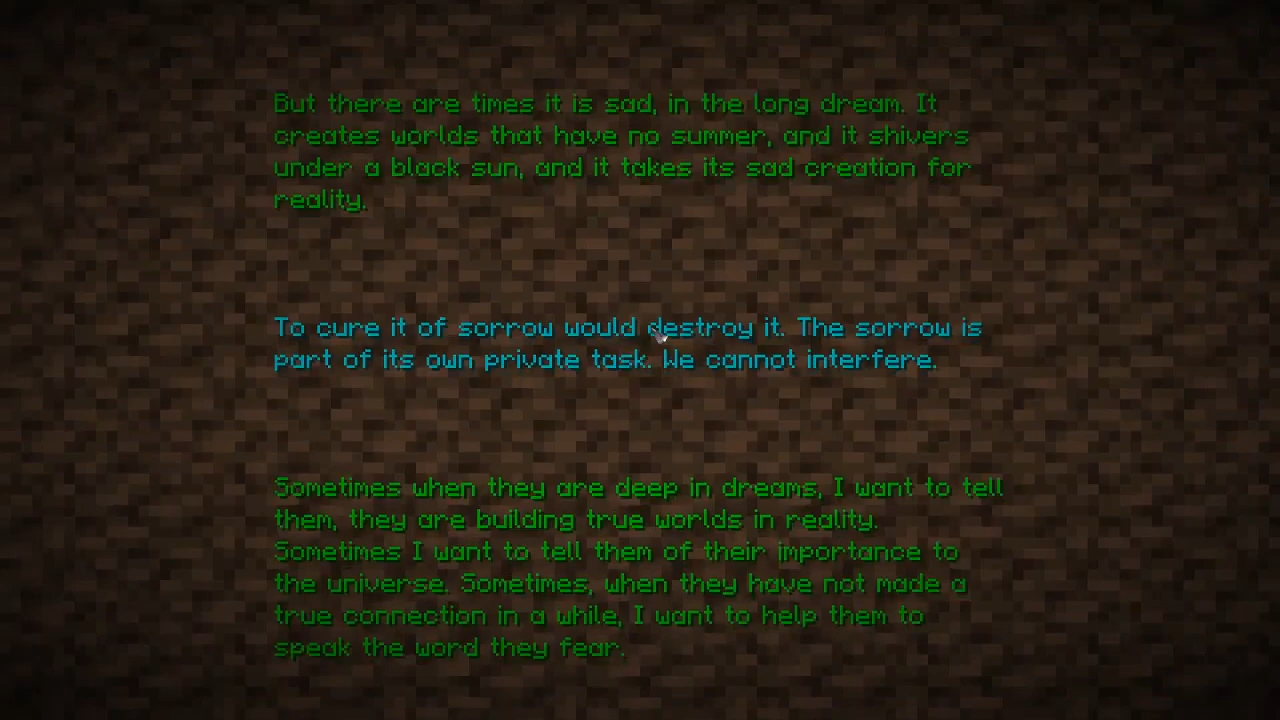 But there are times it is sad, in the long dream. It
creates worlds that have no summer, and it shivers
under a black sun, and it takes its sad creation for
reality.
To cure it of sorrow would destroy it. The sorrow is
part of its own private task. We cannot interfere.
Sometimes when they are deep in dreams, I want to tell
them, they are building true worlds in reality.
Sometimes I want to tell them of their importance to
the universe. Sometimes, when they have not made a
true connection in a while, I want to help them to
speak the word they fear.